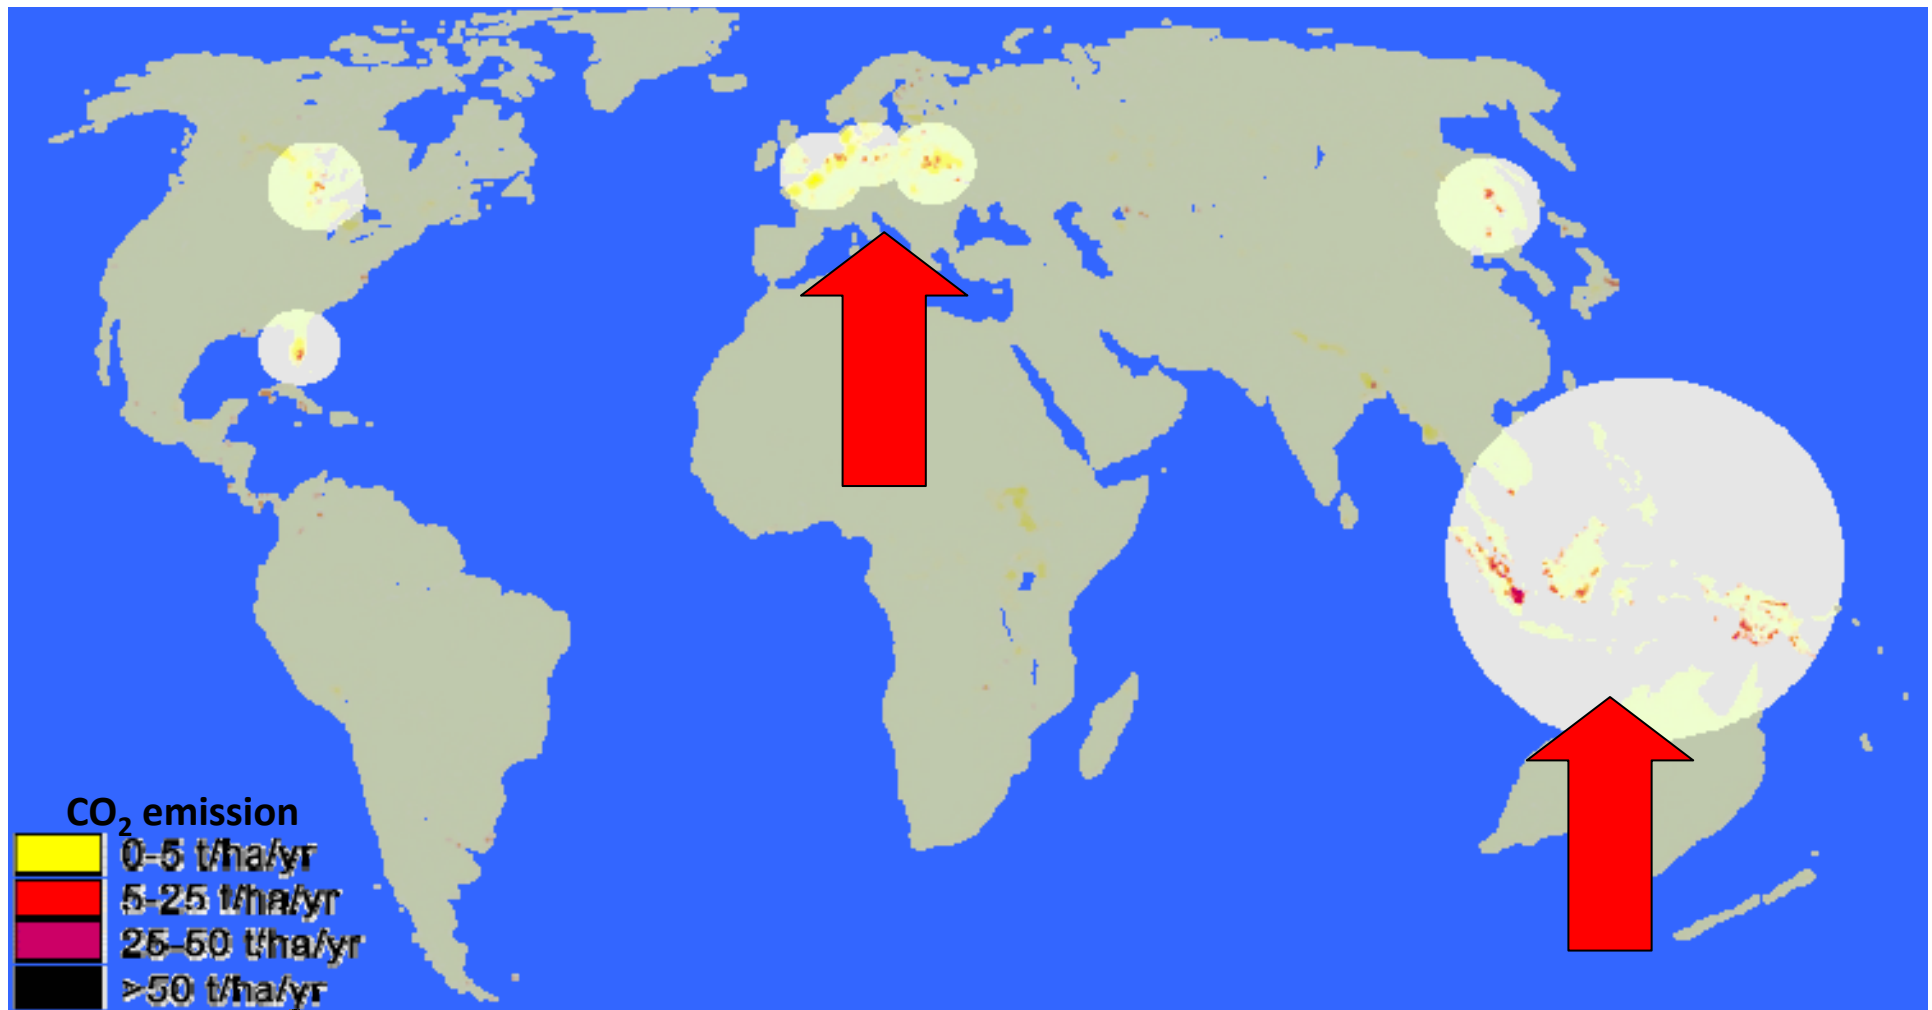 CO₂ emission
0-5 t/ha/yr
5-25 t/ha/yr
25-50 t/ha/yr
>50 t/ha/yr